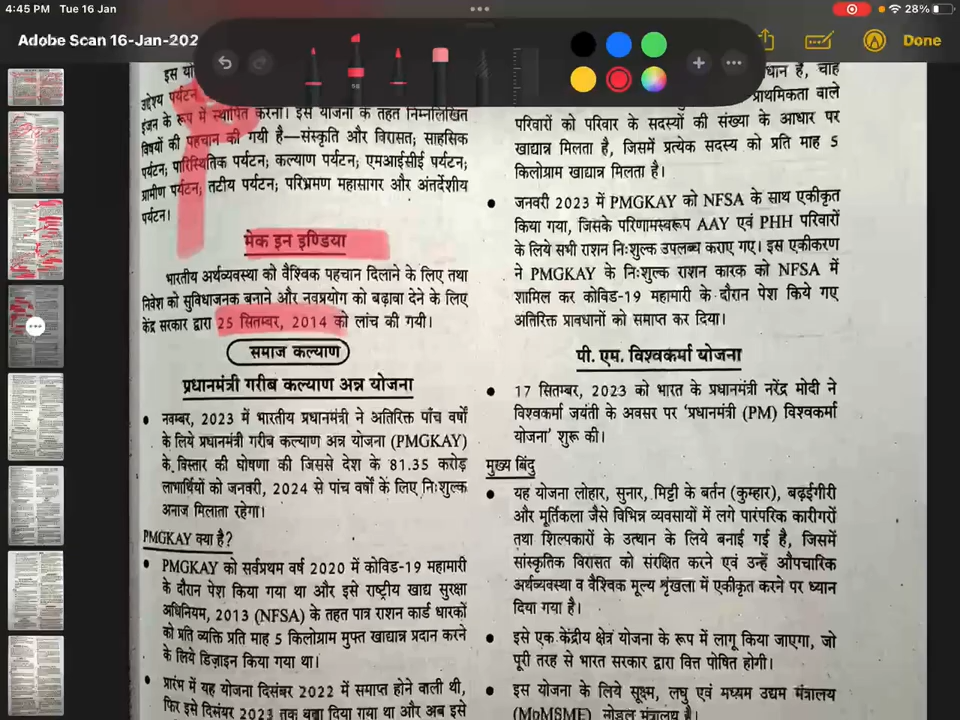 4:45 PM Tue 16 Jan
28%
Adobe Scan 16-Jan-202
Done
इस यो
उद्देश्य पर्यटन
इंजन के रूप में स्थापित करना। इस योजना के तहत निम्नलिखित
विषयों की पहचान की गयी है—संस्कृति और विरासत; साहसिक
पर्यटन; पारिस्थितिक पर्यटन; कल्याण पर्यटन; एमआईसीई पर्यटन;
ग्रामीण पर्यटन; तटीय पर्यटन; परिभ्रमण महासागर और अंतर्देशीय
पर्यटन।
मेक इन इण्डिया
भारतीय अर्थव्यवस्था को वैश्विक पहचान दिलाने के लिए तथा
निवेश को सुविधाजनक बनाने और नवप्रयोग को बढ़ावा देने के लिए
केंद्र सरकार द्वारा 25 सितम्बर, 2014 को लांच की गयी।
समाज कल्याण
प्रधानमंत्री गरीब कल्याण अन्न योजना
• नवम्बर, 2023 में भारतीय प्रधानमंत्री ने अतिरिक्त पाँच वर्षो
के लिये प्रधानमंत्री गरीब कल्याण अन्न योजना (PMGKAY)
के विस्तार की घोषणा की जिससे देश के 81.35 करोड़
लाभार्थियों को जनवरी, 2024 से पांच वर्षों के लिए निःशुल्क
अनाज मिलाता रहेगा।
PMGKAY क्या है?
• PMGKAY को सर्वप्रथम वर्ष 2020 में कोविड-19 महामारी
के दौरान पेश किया गया था और इसे राष्ट्रीय खाद्य सुरक्षा
अधिनियम, 2013 (NFSA) के तहत पात्र राशन कार्ड धारकों
को प्रति व्यक्ति प्रति माह 5 किलोग्राम मुफ्त खाद्यान्न प्रदान करने
के लिये डिज़ाइन किया गया था।
• प्रारंभ में यह योजना दिसंबर 2022 में समाप्त होने वाली थी,
फिर इसे दिसंबर 2023 तक बढ़ा दिया गया था और अब इसे
धान है, चाहे
प्राथमिकता वाले
परिवारों को परिवार के सदस्यों की संख्या के आधार पर
खाद्यान्न मिलता है, जिसमें प्रत्येक सदस्य को प्रति माह 5
किलोग्राम खाद्यान्न मिलता है।
• जनवरी 2023 में PMGKAY को NFSA के साथ एकीकृत
किया गया, जिसके परिणामस्वरूप AAY एवं PHH परिवारों
के लिये सभी राशन निःशुल्क उपलब्ध कराए गए। इस एकीकरण
ने PMGKAY के निःशुल्क राशन कारक को NFSA में
शामिल कर कोविड-19 महामारी के दौरान पेश किये गए
अतिरिक्त प्रावधानों को समाप्त कर दिया।
पी. एम. विश्वकर्मा योजना
• 17 सितम्बर, 2023 को भारत के प्रधानमंत्री नरेंद्र मोदी ने
विश्वकर्मा जयंती के अवसर पर 'प्रधानमंत्री (PM) विश्वकर्मा
योजना' शुरू की।
मुख्य बिंदु
• यह योजना लोहार, सुनार, मिट्टी के बर्तन (कुम्हार), बढ़ईगीरी
और मूर्तिकला जैसे विभिन्न व्यवसायों में लगे पारंपरिक कारीगरों
तथा शिल्पकारों के उत्थान के लिये बनाई गई है, जिसमें
सांस्कृतिक विरासत को संरक्षित करने एवं उन्हें औपचारिक
अर्थव्यवस्था व वैश्विक मूल्य शृंखला में एकीकृत करने पर ध्यान
दिया गया है।
• इसे एक केंद्रीय क्षेत्र योजना के रूप में लागू किया जाएगा, जो
पूरी तरह से भारत सरकार द्वारा वित्त पोषित होगी।
• इस योजना के लिये सूक्ष्म, लघु एवं मध्यम उद्यम मंत्रालय
(MoMSME) नोडल मंत्रालय है।